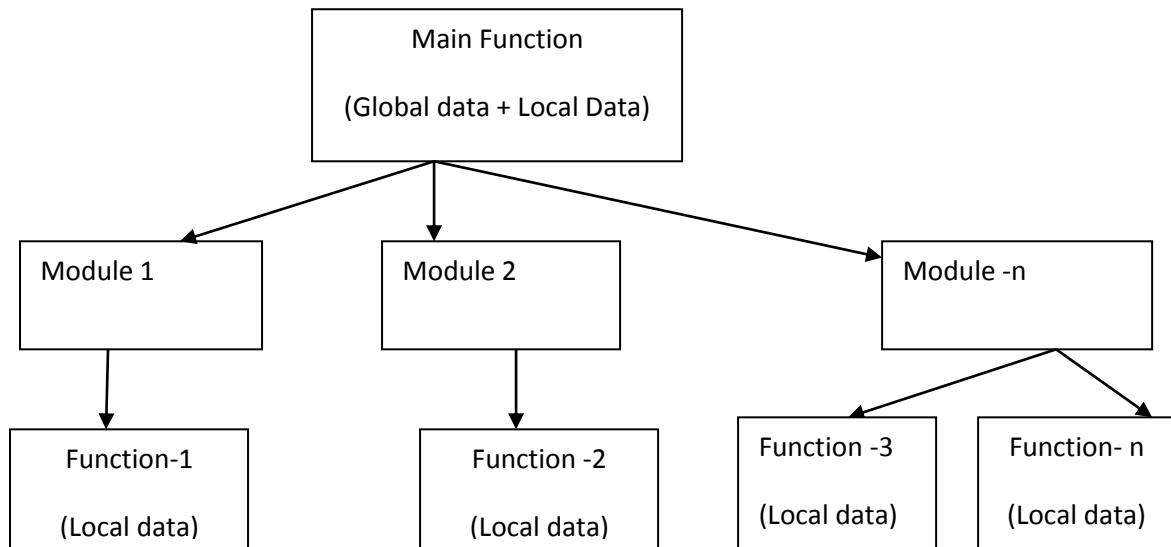 Main Function
(Global data + Local Data)
Module 1
Module 2
Module -n
Function-1
(Local data)
Function -2
(Local data)
Function -3
(Local data)
Function- n
(Local data)